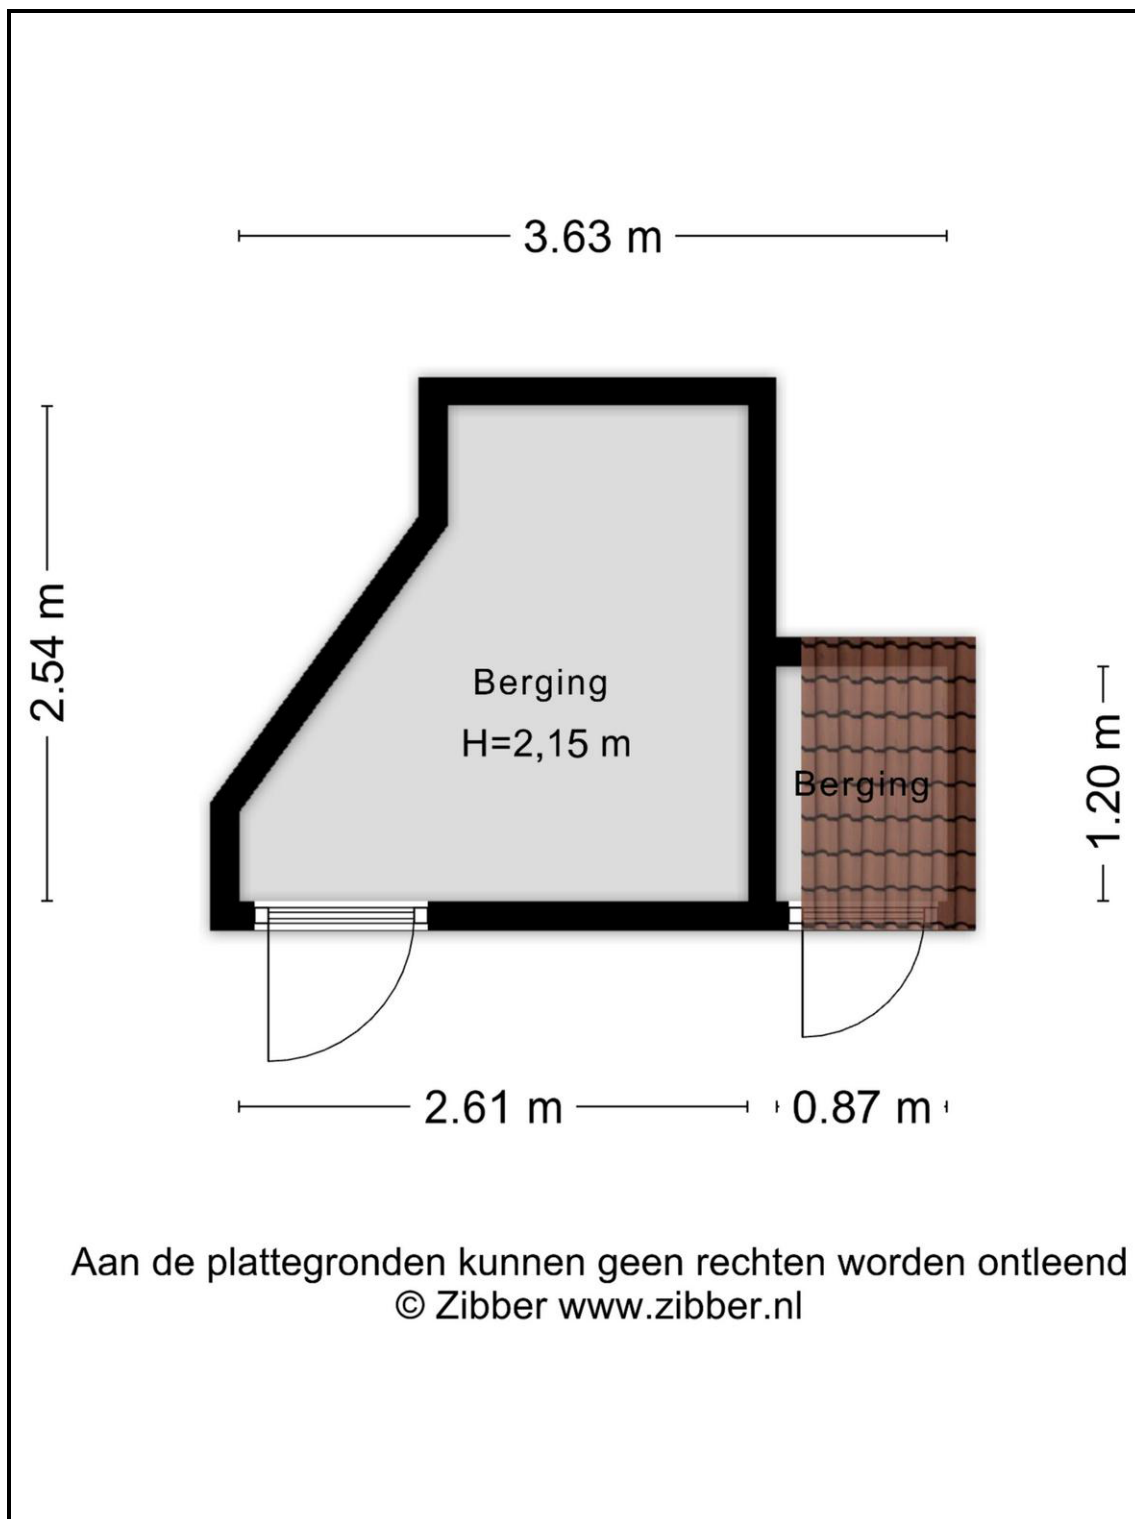 3.63 m
2.54 m
Berging
H=2,15 m
Berging
1.20 m
2.61 m
0.87 m
Aan de plattegronden kunnen geen rechten worden ontleend
© Zibber www.zibber.nl